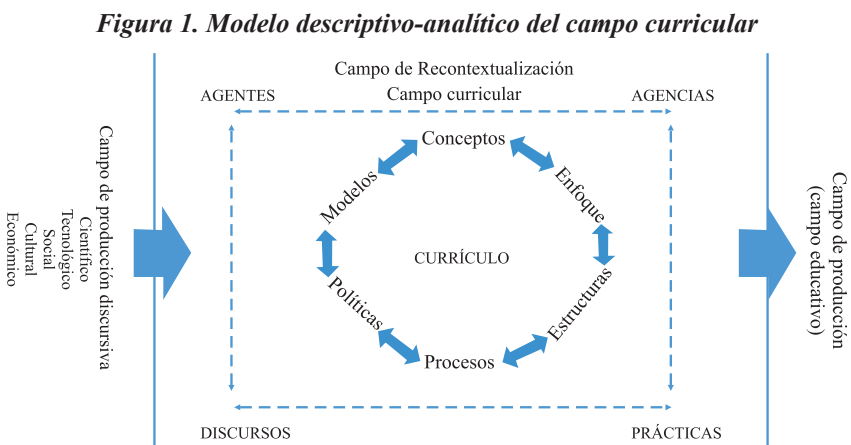 Figura 1. Modelo descriptivo-analítico del campo curricular
Campo de Recontextualización
AGENTES
Campo curricular
AGENCIAS
Campo de producción discursiva
Científico
Tecnológico
Social
Cultural
Económico
Conceptos
Modelos
Enfoque
CURRÍCULO
Políticas
Estructuras
Procesos
Campo de producción
(campo educativo)
DISCURSOS
PRÁCTICAS